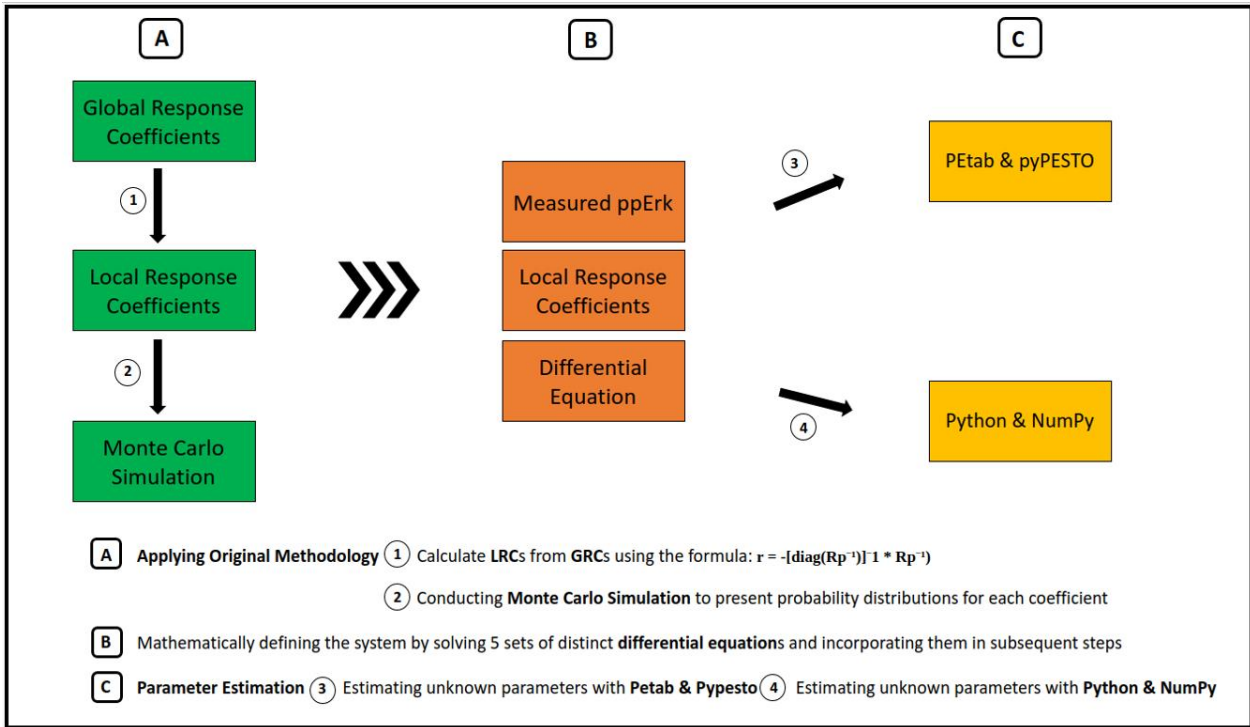 A
B
C
Global Response
Coefficients
1
Local Response
Coefficients
2
Monte Carlo
Simulation
Measured ppErk
Local Response
Coefficients
Differential
Equation
3
PEtab & pyPESTO
4
Python & NumPy
A Applying Original Methodology 1 Calculate LRCs from GRCs using the formula: r = -[diag(Rp⁻¹)]⁻1 * Rp⁻¹)
2 Conducting Monte Carlo Simulation to present probability distributions for each coefficient
B Mathematically defining the system by solving 5 sets of distinct differential equations and incorporating them in subsequent steps
C Parameter Estimation 3 Estimating unknown parameters with Petab & Pypesto 4 Estimating unknown parameters with Python & NumPy